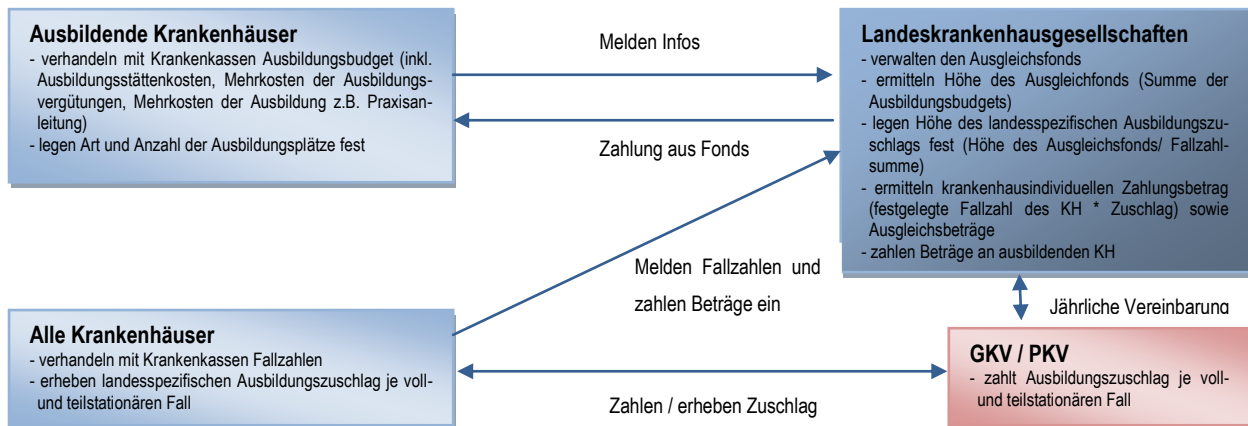 Ausbildende Krankenhäuser
- verhandeln mit Krankenkassen Ausbildungsbudget (inkl.
Ausbildungsstättenkosten, Mehrkosten der Ausbildungs-
vergütungen, Mehrkosten der Ausbildung z.B. Praxisan-
leitung)
- legen Art und Anzahl der Ausbildungsplätze fest
Melden Infos
Zahlung aus Fonds
Landeskrankenhausgesellschaften
- verwalten den Ausgleichsfonds
- ermitteln Höhe des Ausgleichfonds (Summe der
Ausbildungsbudgets)
- legen Höhe des landesspezifischen Ausbildungszu-
schlags fest (Höhe des Ausgleichsfonds/ Fallzahl-
summe)
- ermitteln krankenhausindividuellen Zahlungsbetrag
(festgelegte Fallzahl des KH * Zuschlag) sowie
Ausgleichsbeträge
- zahlen Beträge an ausbildenden KH
Melden Fallzahlen und
zahlen Beträge ein
Jährliche Vereinbarung
Alle Krankenhäuser
- verhandeln mit Krankenkassen Fallzahlen
- erheben landesspezifischen Ausbildungszuschlag je voll-
und teilstationären Fall
Zahlen / erheben Zuschlag
GKV / PKV
- zahlt Ausbildungszuschlag je voll-
und teilstationären Fall